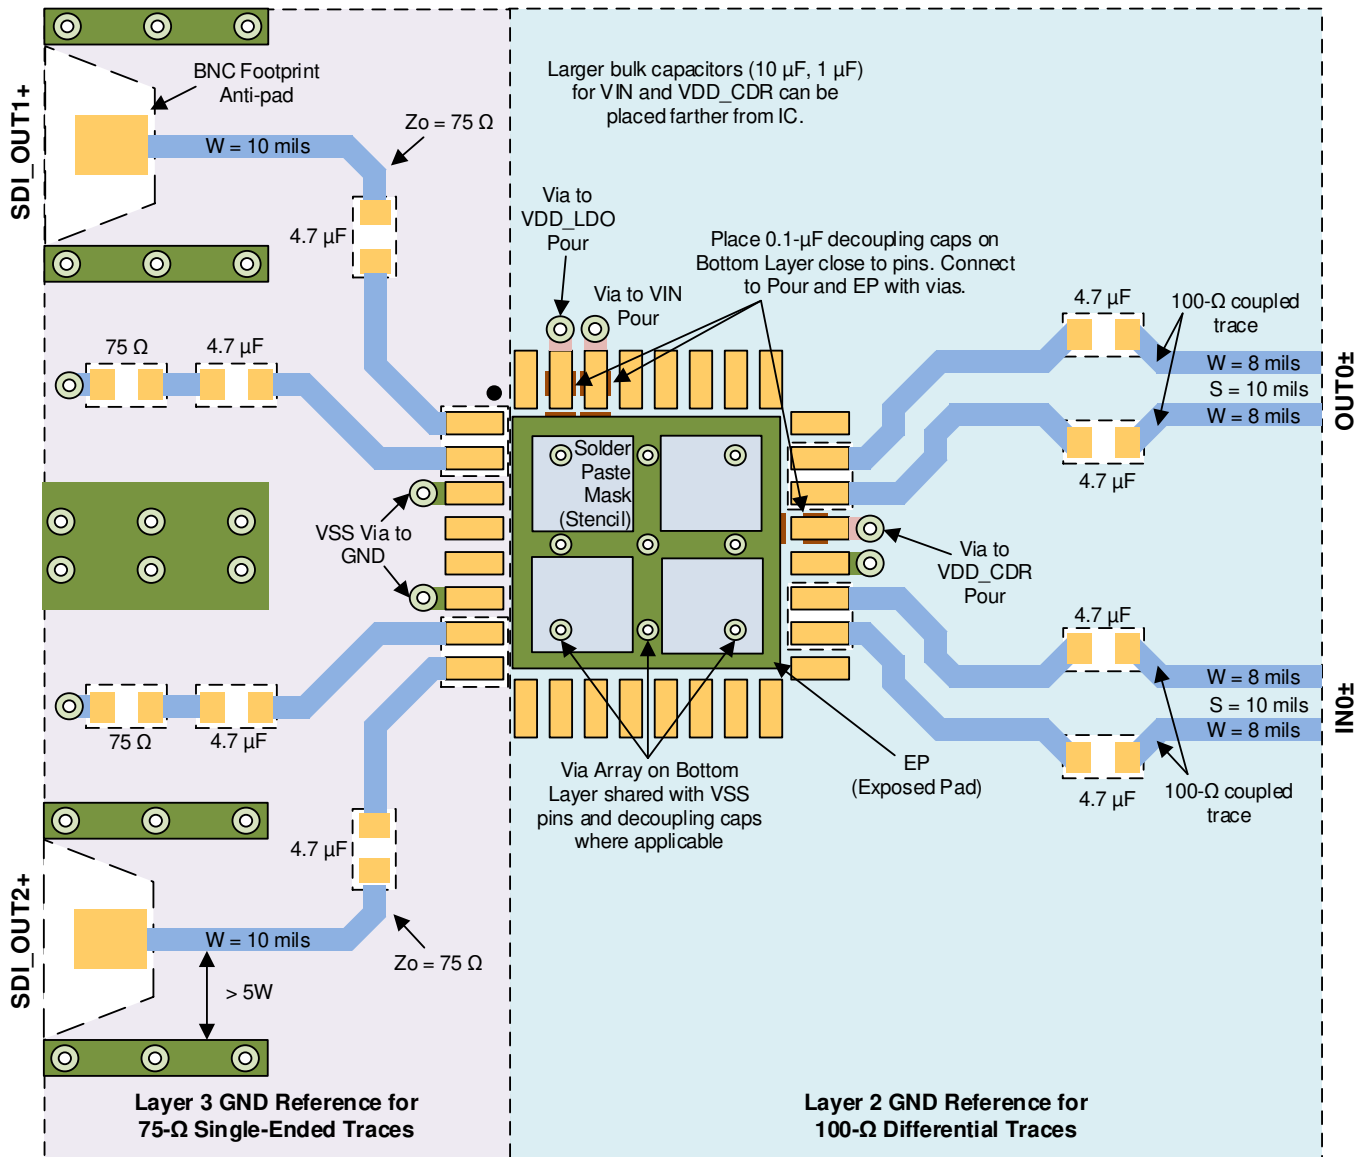 SDI_OUT1+
BNC Footprint
Anti-pad
W = 10 mils
Zo = 75 Ω
4.7 µF
75 Ω
4.7 µF
VSS Via to
GND
75 Ω
4.7 µF
4.7 µF
SDI_OUT2+
W = 10 mils
Zo = 75 Ω
> 5W
Layer 3 GND Reference for
75-Ω Single-Ended Traces
Larger bulk capacitors (10 µF, 1 µF)
for VIN and VDD_CDR can be
placed farther from IC.
Via to
VDD_LDO
Pour
Via to VIN
Pour
Place 0.1-µF decoupling caps on
Bottom Layer close to pins. Connect
to Pour and EP with vias.
Solder
Paste
Mask
(Stencil)
4.7 µF
100-Ω coupled
trace
W = 8 mils
S = 10 mils
W = 8 mils
OUT0±
4.7 µF
Via to
VDD_CDR
Pour
4.7 µF
W = 8 mils
S = 10 mils
W = 8 mils
IN0±
4.7 µF
100-Ω coupled
trace
EP
(Exposed Pad)
Via Array on Bottom
Layer shared with VSS
pins and decoupling caps
where applicable
Layer 2 GND Reference for
100-Ω Differential Traces